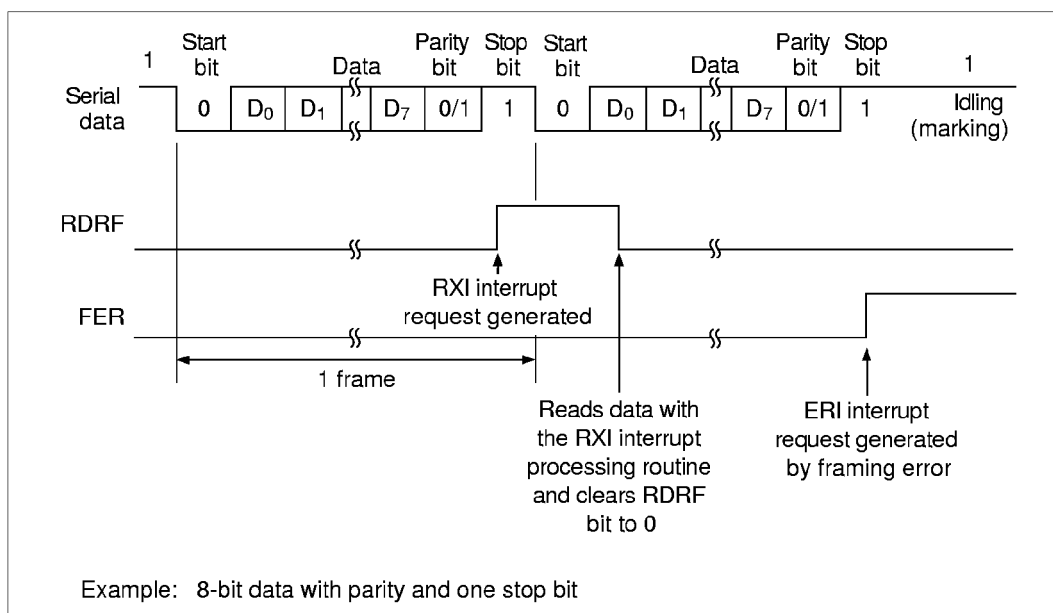 1 Start bit Data Parity bit Stop bit Start bit Data Parity bit Stop bit 1
Serial data 0 D0 D1 D7 0/1 1 0 D0 D1 D7 0/1 1 Idling (marking)
RDRF
RXI interrupt
request generated
FER
1 frame
Reads data with
the RXI interrupt
processing routine
and clears RDRF
bit to 0
ERI interrupt
request generated
by framing error
Example: 8-bit data with parity and one stop bit